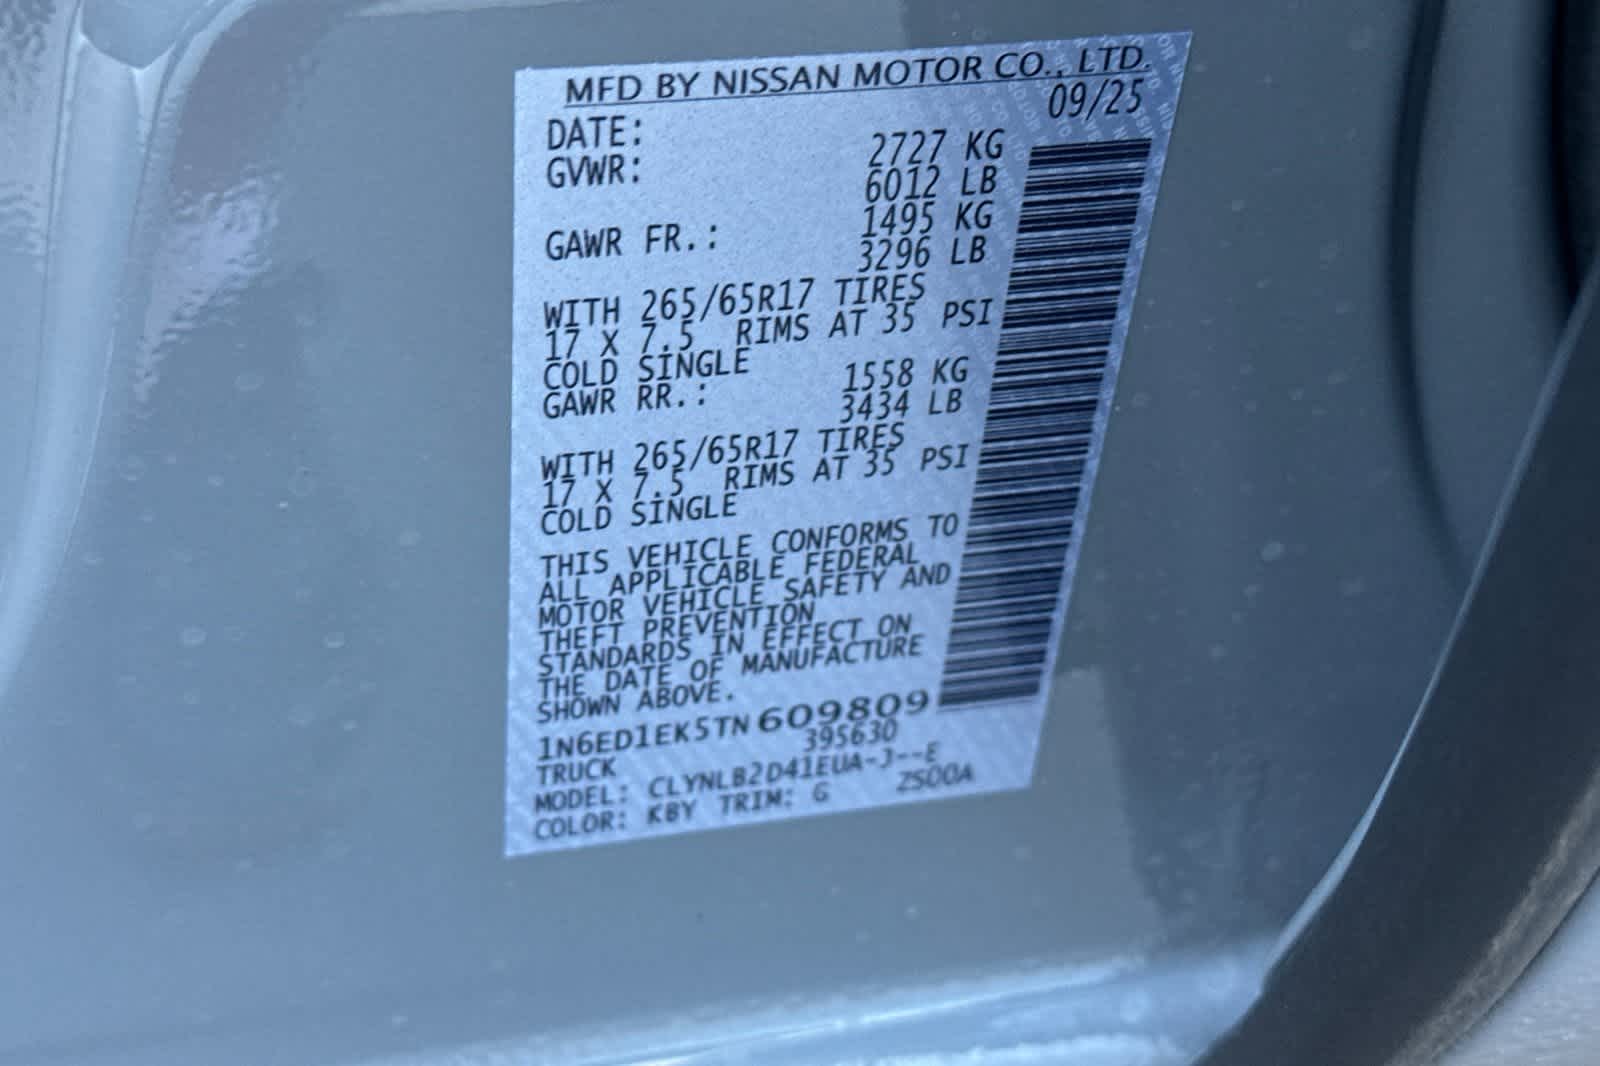 MFD BY NISSAN MOTOR CO., LTD.
DATE: 09/25
GVWR: 2727 KG
6012 LB
GAWR FR.: 1495 KG
3296 LB
WITH 265/65R17 TIRES
17 X 7.5 RIMS AT 35 PSI
COLD SINGLE
GAWR RR.: 1558 KG
3434 LB
WITH 265/65R17 TIRES
17 X 7.5 RIMS AT 35 PSI
COLD SINGLE
THIS VEHICLE CONFORMS TO
ALL APPLICABLE FEDERAL
MOTOR VEHICLE SAFETY AND
THEFT PREVENTION
STANDARDS IN EFFECT ON
THE DATE OF MANUFACTURE
SHOWN ABOVE.
1N6ED1EK5TN609809
TRUCK 395630
MODEL: CLYNLB2D41EUA-J--E
COLOR: KBY TRIM: G ZS00A